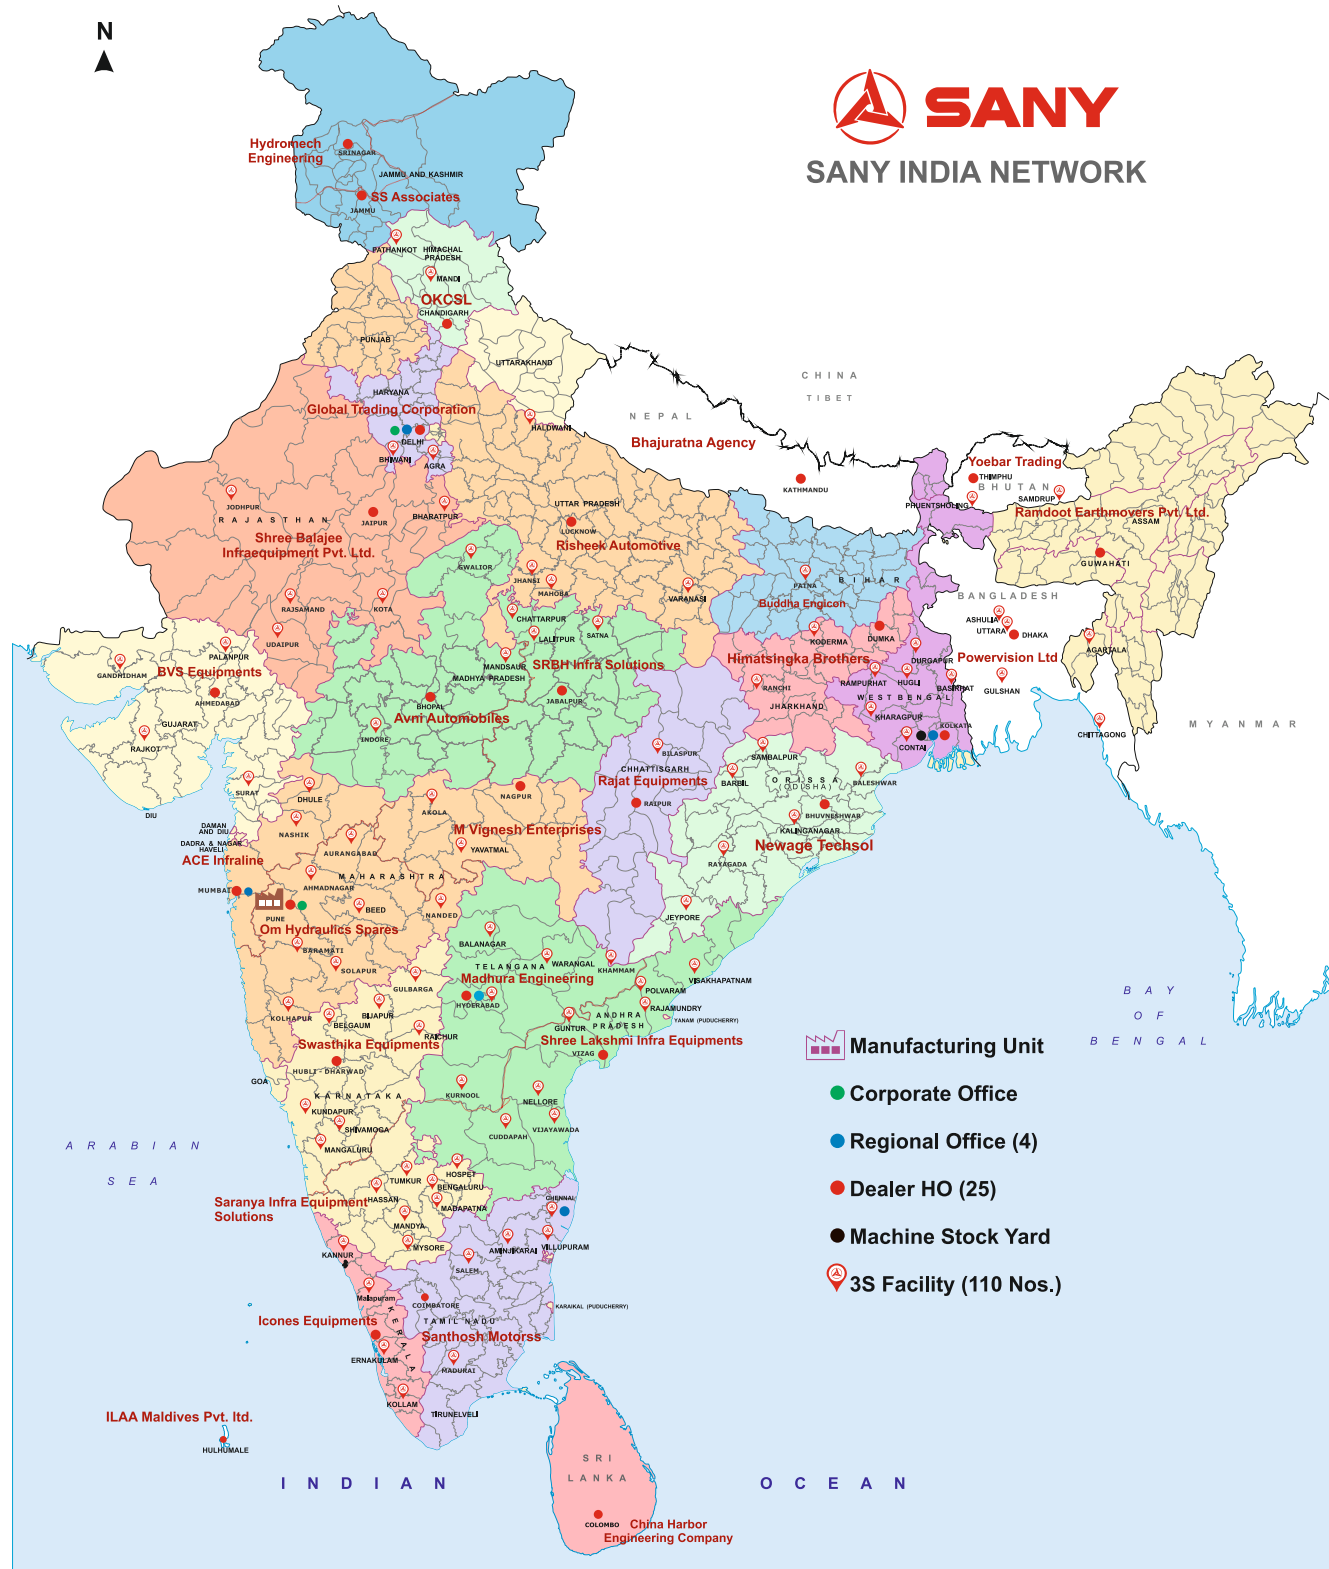 N
SANY
SANY INDIA NETWORK
Hydromech
Engineering
SRINAGAR
JAMMU AND KASHMIR
SS Associates
JAMMU
PATHANKOT
HIMACHAL
PRADESH
MANDI
OKCSL
CHANDIGARH
PUNJAB
UTTARAKHAND
CHINA
TIBET
HARYANA
Global Trading Corporation
NEPAL
HALDWANI
Bhajuratna Agency
DELHI
BHIWANI
AGRA
Yoebar Trading
THIMPHU
KATHMANDU
BHUTAN
SAMDRUP
PHUENTSHOLING
JODHPUR
RAJASTHAN
JAIPUR
BHARATPUR
UTTAR PRADESH
LUCKNOW
Ramdoot Earthmovers Pvt. Ltd.
ASSAM
Shree Balajee
Infraequipment Pvt. Ltd.
Risheek Automotive
GUWAHATI
GWALIOR
JHANSI
MAHOBA
PATNA
BIHAR
VARANASI
Buddha Engicon
BANGLADESH
RAJSAMAND
KOTA
CHATTARPUR
SATNA
ASHULIA
UTTARA
DHAKA
UDAIPUR
LALITPUR
KODERMA
DUMKA
AGARTALA
PALANPUR
GANDHIDHAM
BVS Equipments
MANDSAUR
MADHYA PRADESH
SRBH Infra Solutions
Himatsingka Brothers
DURGAPUR
Powervision Ltd
RAMPURHAT
HUGLI
BASIRHAT
GULSHAN
RANCHI
WEST BENGAL
AHMEDABAD
BHOPAL
JABALPUR
JHARKHAND
Avni Automobiles
KHARAGPUR
KOLKATA
GUJARAT
RAJKOT
INDORE
CONTAI
CHITTAGONG
MYANMAR
BILASPUR
SAMBALPUR
CHHATTISGARH
Rajat Equipments
BARBIL
ORISSA
(ODISHA)
BALESHWAR
SURAT
DHULE
AKOLA
NAGPUR
RAIPUR
BHUVNESHWAR
DIU
DAMAN
AND DIU
DADRA & NAGAR
HAVELI
NASHIK
AURANGABAD
M Vignesh Enterprises
YAVATMAL
KALINGANAGAR
Newage Techsol
ACE Infraline
RAYAGADA
MAHARASHTRA
AHMADNAGAR
MUMBAI
PUNE
BEED
NANDED
JEYPORE
Om Hydraulics Spares
BARAMATI
BALANAGAR
SOLAPUR
TELANGANA
WARANGAL
KHAMMAM
GULBARGA
Madhura Engineering
VISAKHAPATNAM
POLVARAM
HYDERABAD
RAJAMUNDRY
KOLHAPUR
BIJAPUR
BELGAUM
GUNTUR
ANDHRA
PRADESH
YANAM (PUDUCHERRY)
RAICHUR
Swasthika Equipments
Shree Lakshmi Infra Equipments
VIZAG
HUBLI - DHARWAD
GOA
KARNATAKA
KURNOOL
NELLORE
KUNDAPUR
SHIVAMOGA
CUDDAPAH
VIJAYAWADA
MANGALURU
BAY
OF
BENGAL
Manufacturing Unit
Corporate Office
Regional Office (4)
Dealer HO (25)
Machine Stock Yard
3S Facility (110 Nos.)
ARABIAN
SEA
TUMKUR
HOSPET
BENGALURU
HASSAN
MADAPATNA
CHENNAI
Saranya Infra Equipment
Solutions
MANDYA
KANNUR
MYSORE
AMINJIKARAI
VILLUPURAM
SALEM
Malapuram
COIMBATORE
KARAIKAL (PUDUCHERRY)
Icones Equipments
KERALA
TAMIL NADU
Santhosh Motorss
ERNAKULAM
MADURAI
KOLLAM
TIRUNELVELI
ILAA Maldives Pvt. ltd.
HULHUMALE
SRI
LANKA
INDIAN
OCEAN
COLOMBO
China Harbor
Engineering Company